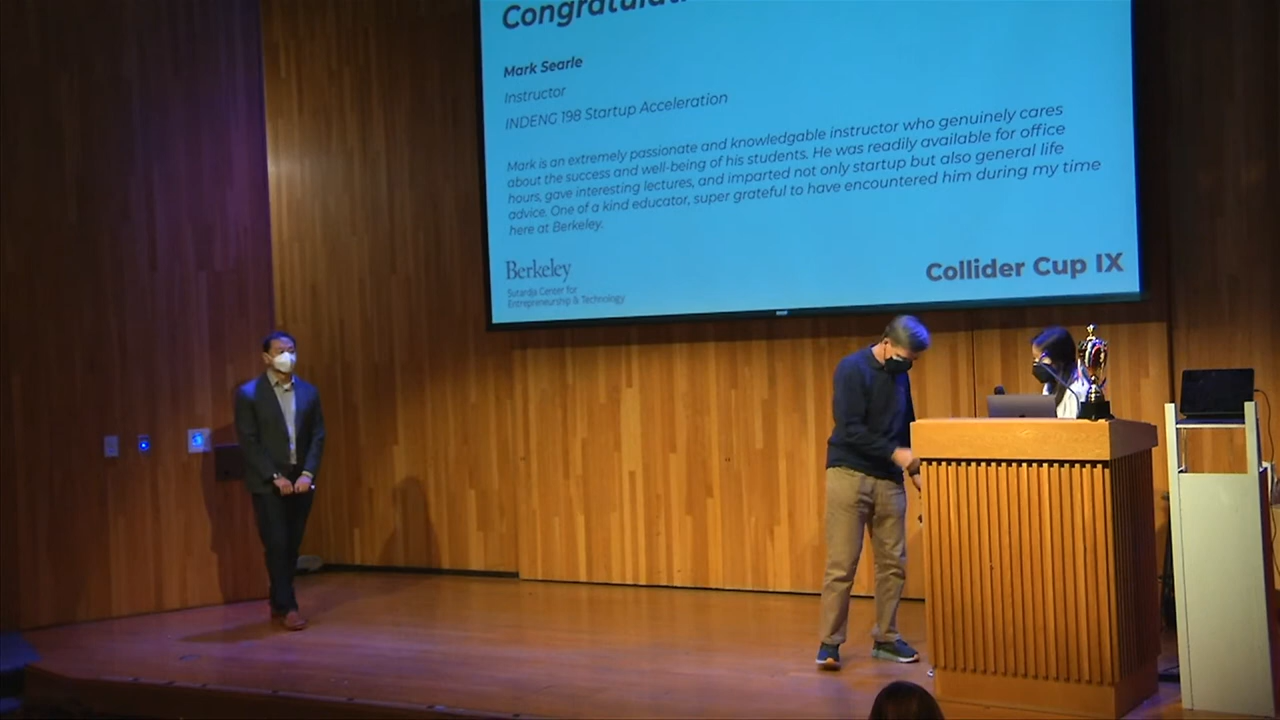 Congratulati
Mark Searle
Instructor
INDENG 198 Startup Acceleration
Mark is an extremely passionate and knowledgable instructor who genuinely cares
about the success and well-being of his students. He was readily available for office
hours, gave interesting lectures, and imparted not only startup but also general life
advice. One of a kind educator, super grateful to have encountered him during my time
here at Berkeley.
Berkeley
Sutardja Center for
Entrepreneurship & Technology
Collider Cup IX